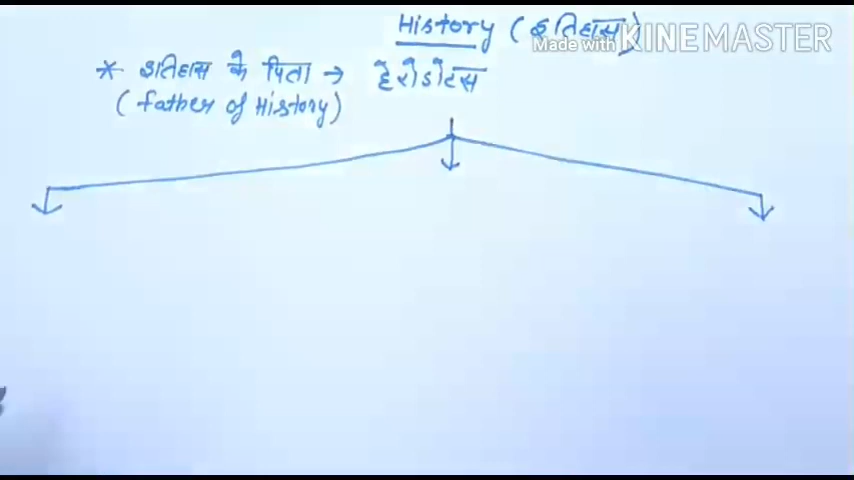 History (इतिहास)
Made with KINEMASTER
* इतिहास के पिता → हेरोडोटस
(father of History)